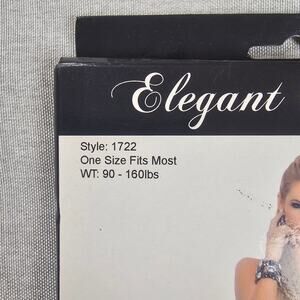 Elegant
Style: 1722
One Size Fits Most
WT: 90 - 160lbs